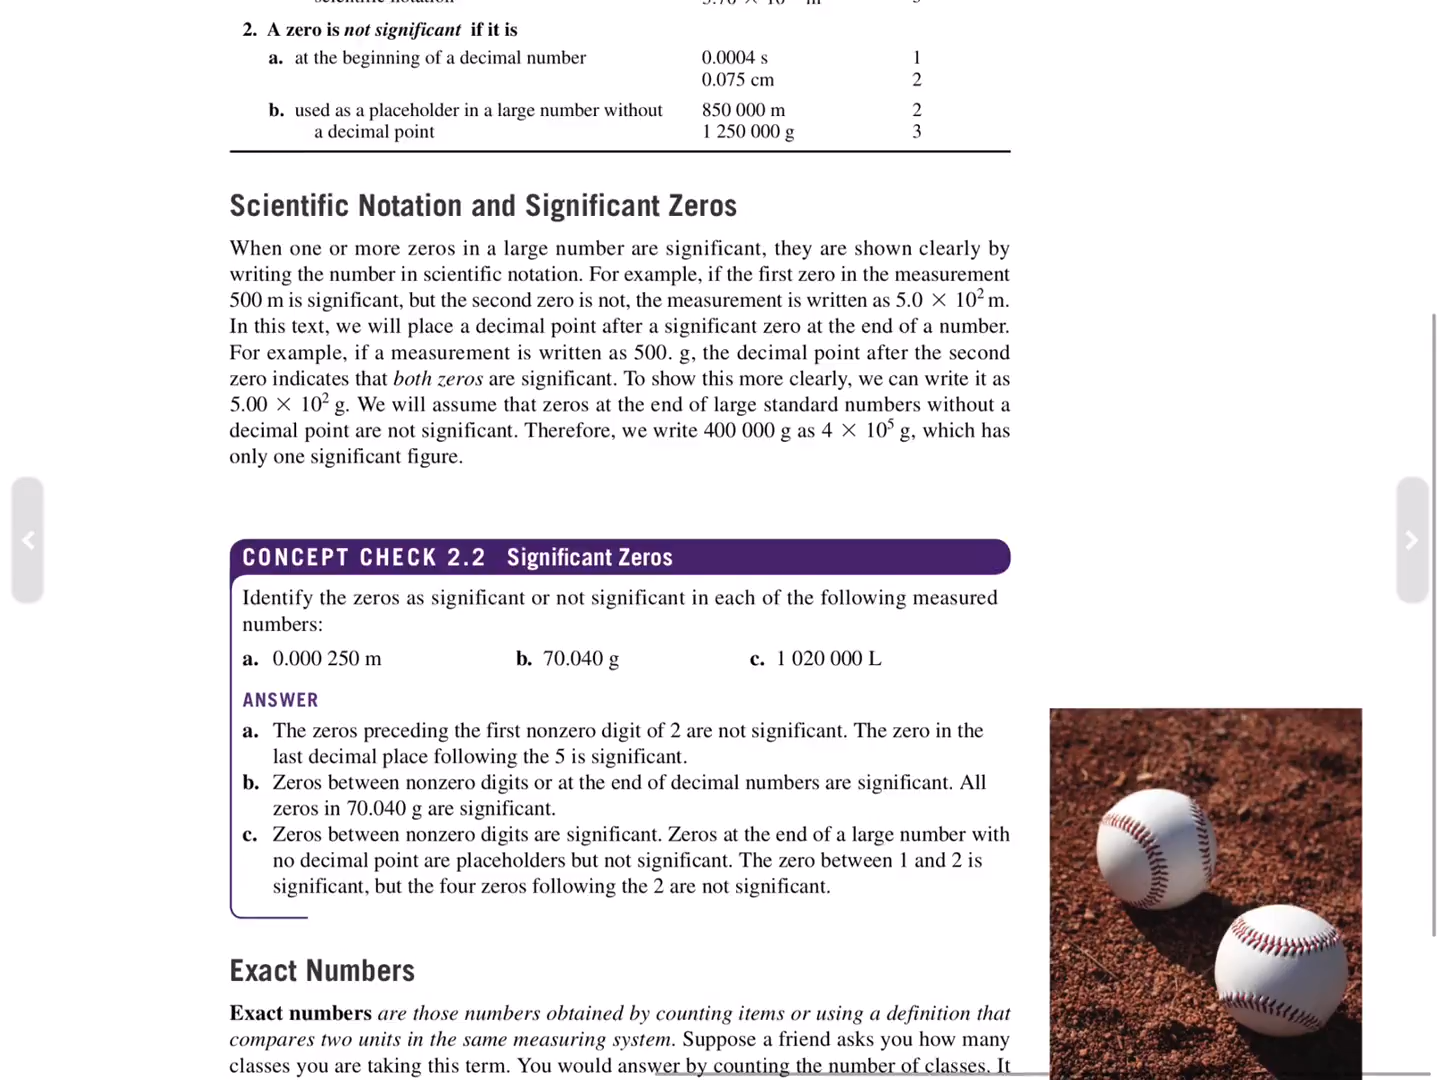 2. A zero is not significant if it is
a. at the beginning of a decimal number 0.0004 s 1
0.075 cm 2
b. used as a placeholder in a large number without 850 000 m 2
a decimal point 1 250 000 g 3
Scientific Notation and Significant Zeros
When one or more zeros in a large number are significant, they are shown clearly by
writing the number in scientific notation. For example, if the first zero in the measurement
500 m is significant, but the second zero is not, the measurement is written as 5.0 × 10² m.
In this text, we will place a decimal point after a significant zero at the end of a number.
For example, if a measurement is written as 500. g, the decimal point after the second
zero indicates that both zeros are significant. To show this more clearly, we can write it as
5.00 × 10² g. We will assume that zeros at the end of large standard numbers without a
decimal point are not significant. Therefore, we write 400 000 g as 4 × 10⁵ g, which has
only one significant figure.
CONCEPT CHECK 2.2 Significant Zeros
Identify the zeros as significant or not significant in each of the following measured
numbers:
a. 0.000 250 m b. 70.040 g c. 1 020 000 L
ANSWER
a. The zeros preceding the first nonzero digit of 2 are not significant. The zero in the
last decimal place following the 5 is significant.
b. Zeros between nonzero digits or at the end of decimal numbers are significant. All
zeros in 70.040 g are significant.
c. Zeros between nonzero digits are significant. Zeros at the end of a large number with
no decimal point are placeholders but not significant. The zero between 1 and 2 is
significant, but the four zeros following the 2 are not significant.
Exact Numbers
Exact numbers are those numbers obtained by counting items or using a definition that
compares two units in the same measuring system. Suppose a friend asks you how many
classes you are taking this term. You would answer by counting the number of classes. It